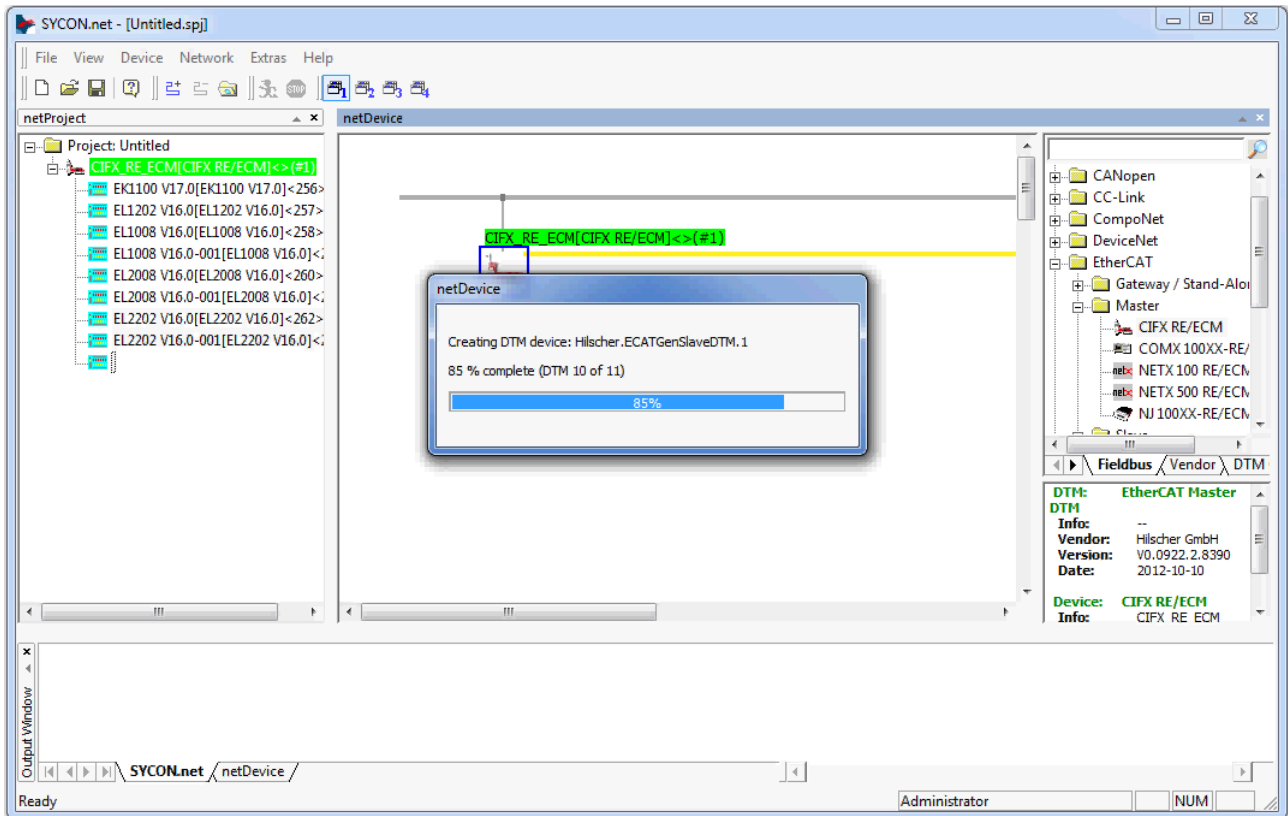 SYCON.net - [Untitled.spj]
File View Device Network Extras Help
netProject
netDevice
Project: Untitled
CIFX_RE_ECM[CIFX RE/ECM]<>(#1)
EK1100 V17.0[EK1100 V17.0]<256>
EL1202 V16.0[EL1202 V16.0]<257>
EL1008 V16.0[EL1008 V16.0]<258>
EL1008 V16.0-001[EL1008 V16.0]<2
EL2008 V16.0[EL2008 V16.0]<260>
EL2008 V16.0-001[EL2008 V16.0]<2
EL2202 V16.0[EL2202 V16.0]<262>
EL2202 V16.0-001[EL2202 V16.0]<2
CIFX_RE_ECM[CIFX RE/ECM]<>(#1)
netDevice
Creating DTM device: Hilscher.ECATGenSlaveDTM.1
85 % complete (DTM 10 of 11)
85%
CANopen
CC-Link
CompoNet
DeviceNet
EtherCAT
Gateway / Stand-Alon
Master
CIFX RE/ECM
COMX 100XX-RE/
NETX 100 RE/ECM
NETX 500 RE/ECM
NJ 100XX-RE/ECM
Slave
Fieldbus Vendor DTM
DTM: EtherCAT Master
DTM
Info: --
Vendor: Hilscher GmbH
Version: V0.0922.2.8390
Date: 2012-10-10
Device: CIFX RE/ECM
Info: CIFX RE ECM
Output Window
SYCON.net netDevice
Ready
Administrator
NUM